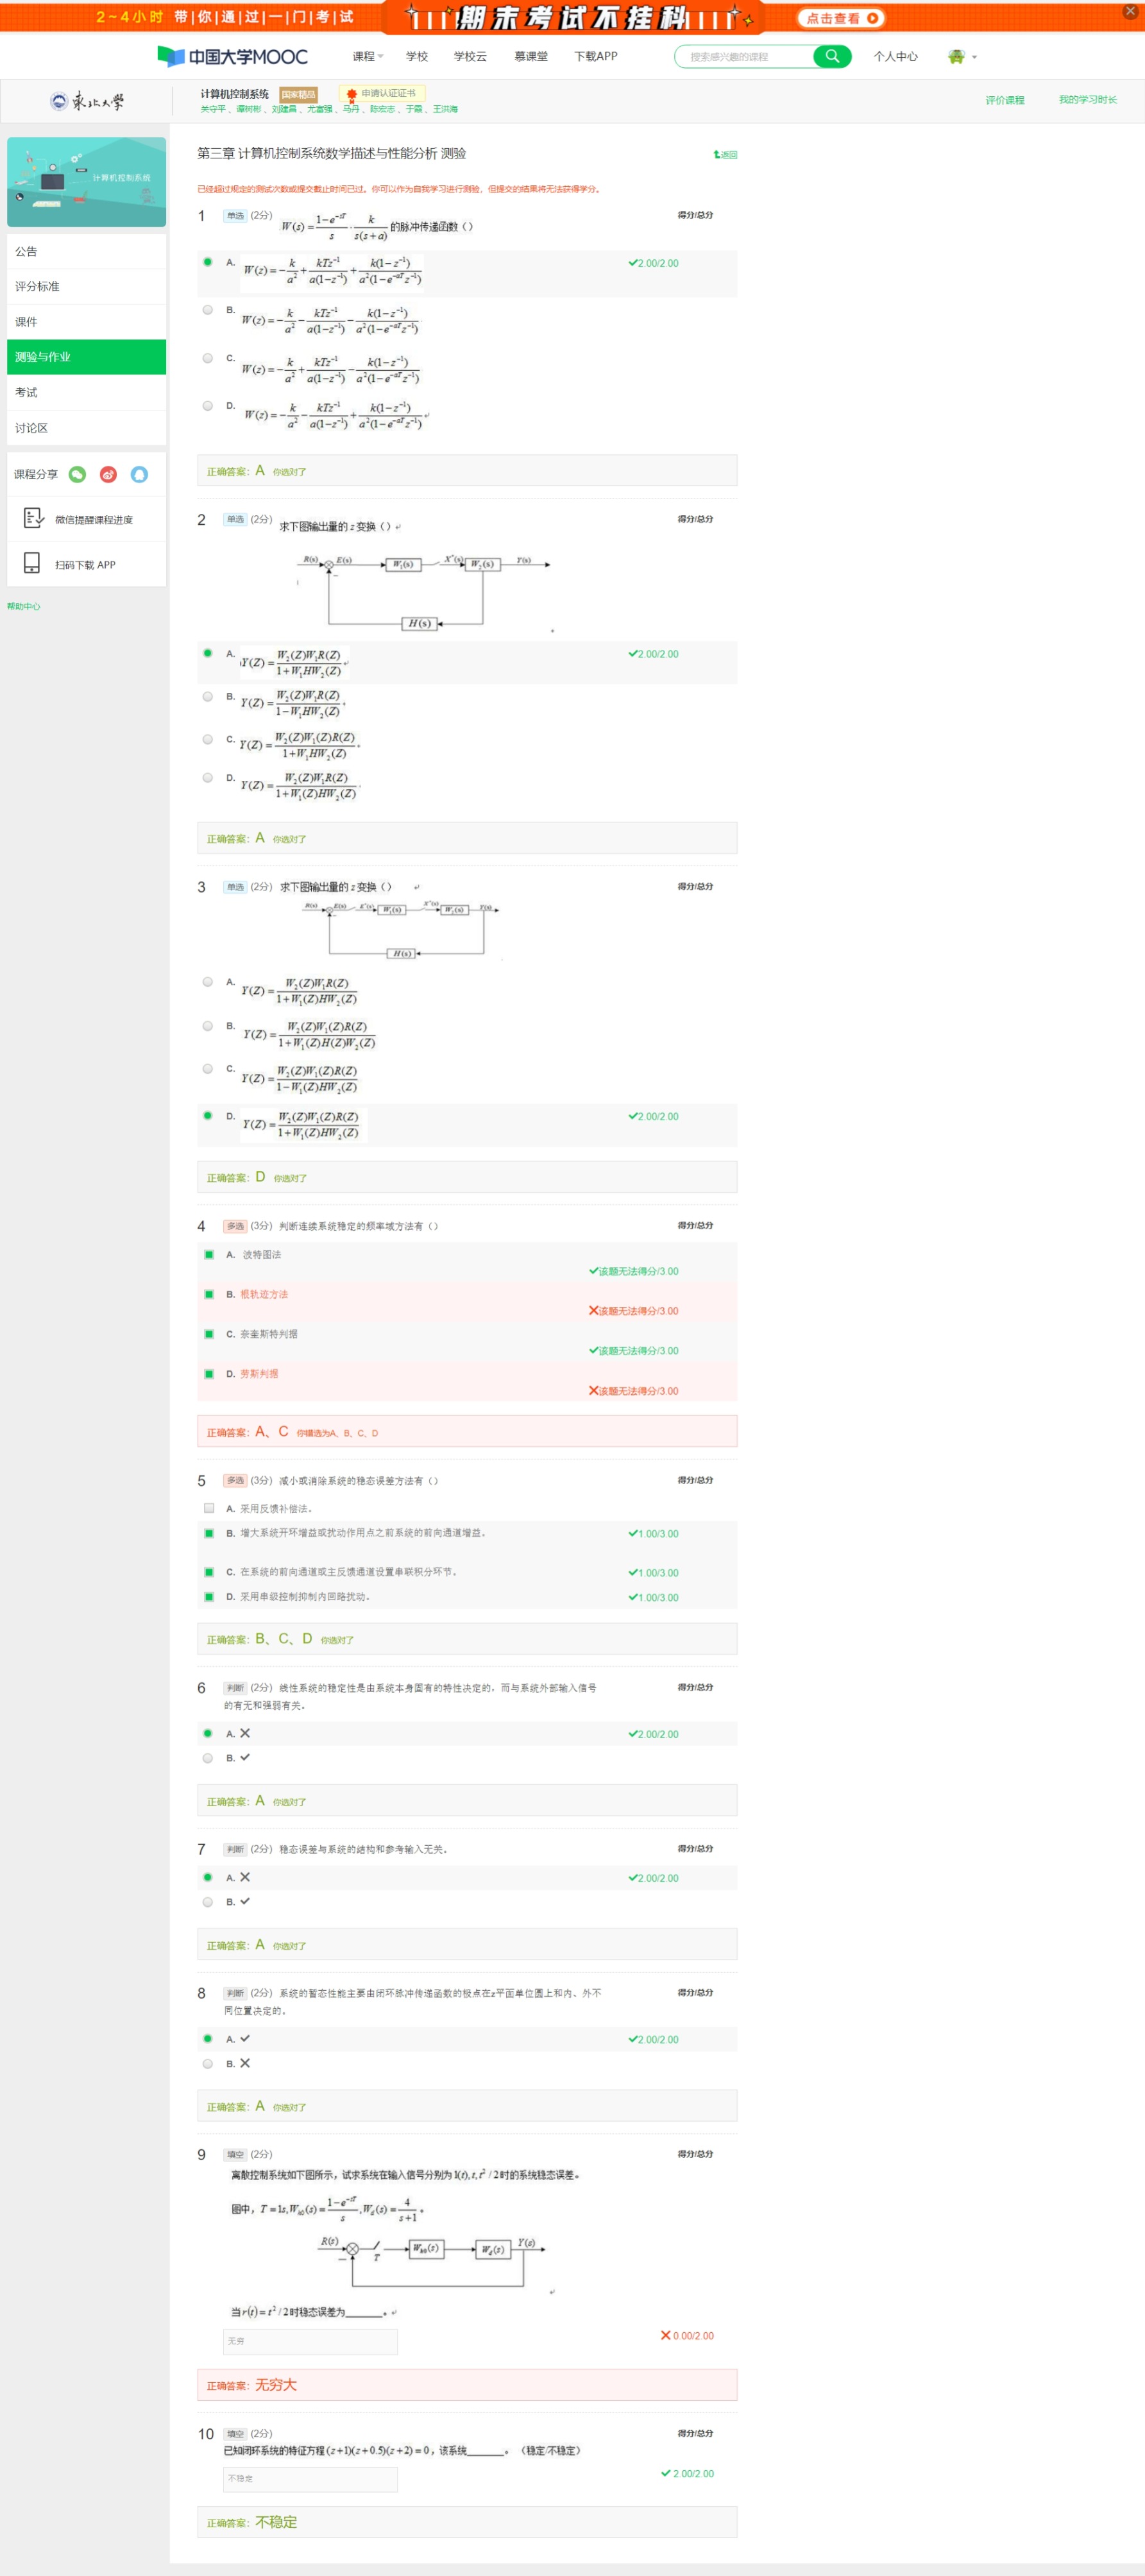 2~4小时 带|你|通|过|一|门|考|试 期末考试不挂科 点击查看
中国大学MOOC 课程 学校 学校云 慕课堂 下载APP 搜索感兴趣的课程 个人中心
东北大学 计算机控制系统 国家精品 申请认证证书 评价课程 我的学习时长
关守平、谭树彬、刘建昌、尤富强、马丹、陈宏志、于霞、王洪海
计算机控制系统
公告
评分标准
课件
测验与作业
考试
讨论区
课程分享
微信提醒课程进度
扫码下载 APP
帮助中心
第三章 计算机控制系统数学描述与性能分析 测验 返回
已经超过规定的测试次数或提交截止时间已过。你可以作为自我学习进行测验，但提交的结果将无法获得学分。
1 单选 (2分) W(s)=\frac{1-e^{-sT}}{s}·\frac{k}{s(s+a)} 的脉冲传递函数（） 得分/总分
A. W(z)=-\frac{k}{a^2}+\frac{kTz^{-1}}{a(1-z^{-1})}+\frac{k(1-z^{-1})}{a^2(1-e^{-aT}z^{-1})} 2.00/2.00
B. W(z)=-\frac{k}{a^2}-\frac{kTz^{-1}}{a(1-z^{-1})}-\frac{k(1-z^{-1})}{a^2(1-e^{-aT}z^{-1})}
C. W(z)=-\frac{k}{a^2}+\frac{kTz^{-1}}{a(1-z^{-1})}-\frac{k(1-z^{-1})}{a^2(1-e^{-aT}z^{-1})}
D. W(z)=-\frac{k}{a^2}-\frac{kTz^{-1}}{a(1-z^{-1})}+\frac{k(1-z^{-1})}{a^2(1-e^{-aT}z^{-1})}
正确答案：A 你选对了
2 单选 (2分) 求下图输出量的 z 变换（） 得分/总分
R(s) E(s) W₁(s) X*(s) W₂(s) Y(s)
H(s)
A. Y(Z)=\frac{W₂(Z)W₁R(Z)}{1+W₁HW₂(Z)} 2.00/2.00
B. Y(Z)=\frac{W₂(Z)W₁R(Z)}{1-W₁HW₂(Z)}
C. Y(Z)=\frac{W₂(Z)W₁(Z)R(Z)}{1+W₁HW₂(Z)}
D. Y(Z)=\frac{W₂(Z)W₁R(Z)}{1+W₁(Z)HW₂(Z)}
正确答案：A 你选对了
3 单选 (2分) 求下图输出量的 z 变换（） 得分/总分
R(s) E(s) E*(s) W₁(s) X*(s) W₂(s) Y(s)
H(s)
A. Y(Z)=\frac{W₂(Z)W₁R(Z)}{1+W₁(Z)HW₂(Z)}
B. Y(Z)=\frac{W₂(Z)W₁(Z)R(Z)}{1+W₁(Z)H(Z)W₂(Z)}
C. Y(Z)=\frac{W₂(Z)W₁(Z)R(Z)}{1-W₁(Z)HW₂(Z)}
D. Y(Z)=\frac{W₂(Z)W₁(Z)R(Z)}{1+W₁(Z)HW₂(Z)} 2.00/2.00
正确答案：D 你选对了
4 多选 (3分) 判断连续系统稳定的频率域方法有（） 得分/总分
A. 波特图法
该题无法得分/3.00
B. 根轨迹方法
该题无法得分/3.00
C. 奈奎斯特判据
该题无法得分/3.00
D. 劳斯判据
该题无法得分/3.00
正确答案：A、C 你错选为A、B、C、D
5 多选 (3分) 减小或消除系统的稳态误差方法有（） 得分/总分
A. 采用反馈补偿法。
B. 增大系统开环增益或扰动作用点之前系统的前向通道增益。 1.00/3.00
C. 在系统的前向通道或主反馈通道设置串联积分环节。 1.00/3.00
D. 采用串级控制抑制内回路扰动。 1.00/3.00
正确答案：B、C、D 你选对了
6 判断 (2分) 线性系统的稳定性是由系统本身固有的特性决定的，而与系统外部输入信号 得分/总分
的有无和强弱有关。
A. ✕ 2.00/2.00
B. ✓
正确答案：A 你选对了
7 判断 (2分) 稳态误差与系统的结构和参考输入无关。 得分/总分
A. ✕ 2.00/2.00
B. ✓
正确答案：A 你选对了
8 判断 (2分) 系统的暂态性能主要由闭环脉冲传递函数的极点在z平面单位圆上和内、外不 得分/总分
同位置决定的。
A. ✓ 2.00/2.00
B. ✕
正确答案：A 你选对了
9 填空 (2分) 得分/总分
离散控制系统如下图所示，试求系统在输入信号分别为 1(t), t, t²/2 时的系统稳态误差。
图中，T=1s, W_{h0}(s)=\frac{1-e^{-sT}}{s}, W_d(s)=\frac{4}{s+1}。
R(s) T W_{h0}(s) W_d(s) Y(s)
当 r(t)=t²/2 时稳态误差为______。
无穷 0.00/2.00
正确答案：无穷大
10 填空 (2分) 得分/总分
已知闭环系统的特征方程 (z+1)(z+0.5)(z+2)=0，该系统______。（稳定/不稳定）
不稳定 2.00/2.00
正确答案：不稳定